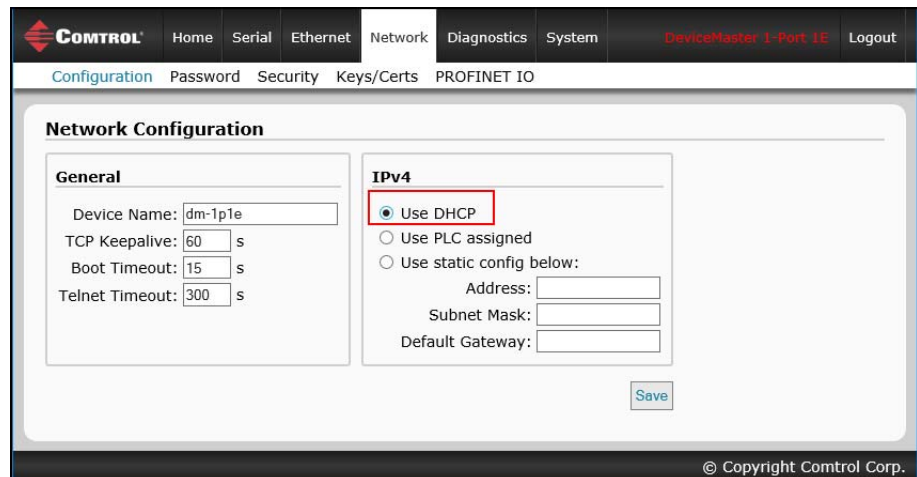 COMTROL Home Serial Ethernet Network Diagnostics System DeviceMaster 1-Port 1E Logout
Configuration Password Security Keys/Certs PROFINET IO
Network Configuration
General
Device Name: dm-1p1e
TCP Keepalive: 60 s
Boot Timeout: 15 s
Telnet Timeout: 300 s
IPv4
Use DHCP
Use PLC assigned
Use static config below:
Address:
Subnet Mask:
Default Gateway:
Save
© Copyright Comtrol Corp.